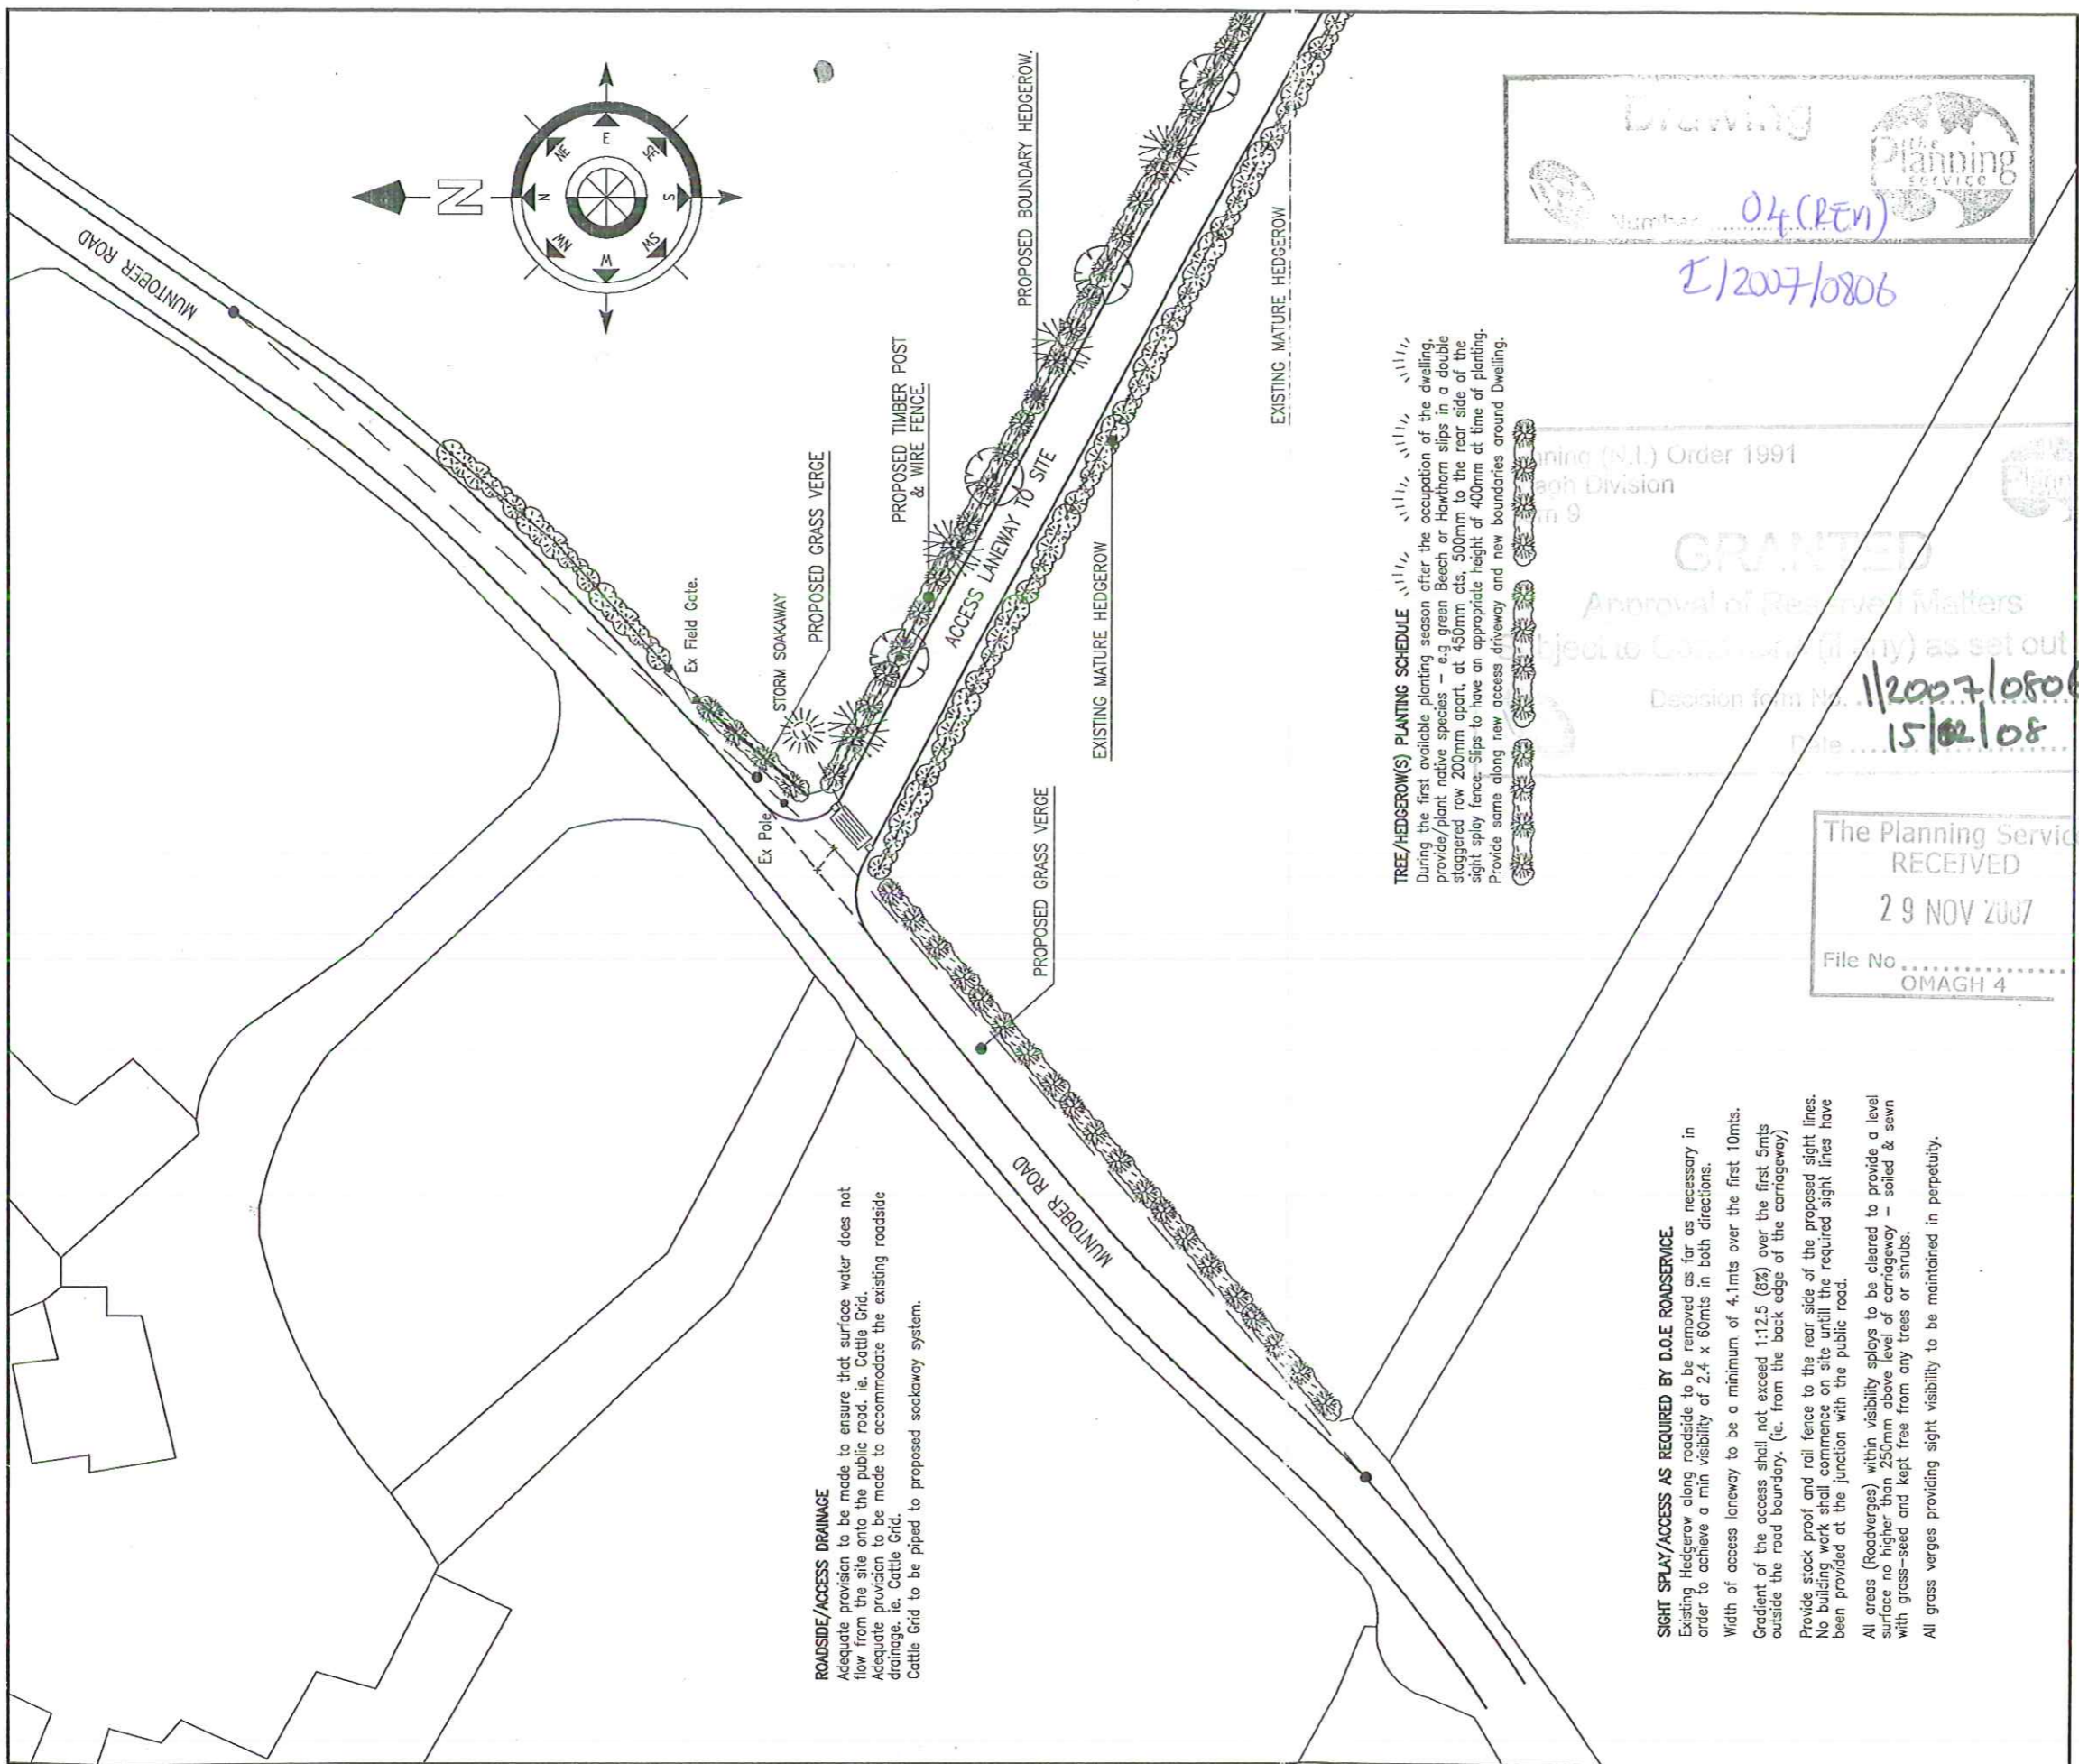 MUNTOBER ROAD
N
N
NE
E
SE
S
SW
W
NW
Ex Field Gate.
STORM SOAKAWAY
PROPOSED GRASS VERGE
PROPOSED TIMBER POST
& WIRE FENCE.
PROPOSED BOUNDARY HEDGEROW.
ACCESS LANEWAY TO SITE
EXISTING MATURE HEDGEROW
EXISTING MATURE HEDGEROW
Ex Pole
PROPOSED GRASS VERGE
MUNTOBER ROAD
ROADSIDE/ACCESS DRAINAGE
Adequate provision to be made to ensure that surface water does not
flow from the site onto the public road. ie. Cattle Grid.
Adequate provision to be made to accommodate the existing roadside
drainage. ie. Cattle Grid.
Cattle Grid to be piped to proposed soakaway system.
TREE/HEDGEROW(S) PLANTING SCHEDULE
During the first available planting season after the occupation of the dwelling,
provide/plant native species – e.g green Beech or Hawthorn slips in a double
staggered row 200mm apart, at 450mm cts, 500mm to the rear side of the
sight splay fence. Slips to have an appropriate height of 400mm at time of planting.
Provide same along new access driveway and new boundaries around Dwelling.
SIGHT SPLAY/ACCESS AS REQUIRED BY D.O.E ROADSERVICE.
Existing Hedgerow along roadside to be removed as far as necessary in
order to achieve a min visibility of 2.4 x 60mts in both directions.
Width of access laneway to be a minimum of 4.1mts over the first 10mts.
Gradient of the access shall not exceed 1:12.5 (8%) over the first 5mts
outside the road boundary. (ie. from the back edge of the carriageway)
Provide stock proof and rail fence to the rear side of the proposed sight lines.
No building work shall commence on site untill the required sight lines have
been provided at the junction with the public road.
All areas (Roadverges) within visibility splays to be cleared to provide a level
surface no higher than 250mm above level of carriageway – soiled & sewn
with grass–seed and kept free from any trees or shrubs.
All grass verges providing sight visibility to be maintained in perpetuity.
Drawing
the
Planning
service
Number 04 (REV1)
I/2007/0806
(N.I.) Order 1991
Division
GRANTED
Approval of Reserved Matters
(if any) as set out
Decision form No. I/2007/0806
Date 15/02/08
The Planning Servic
RECEIVED
29 NOV 2007
File No
OMAGH 4